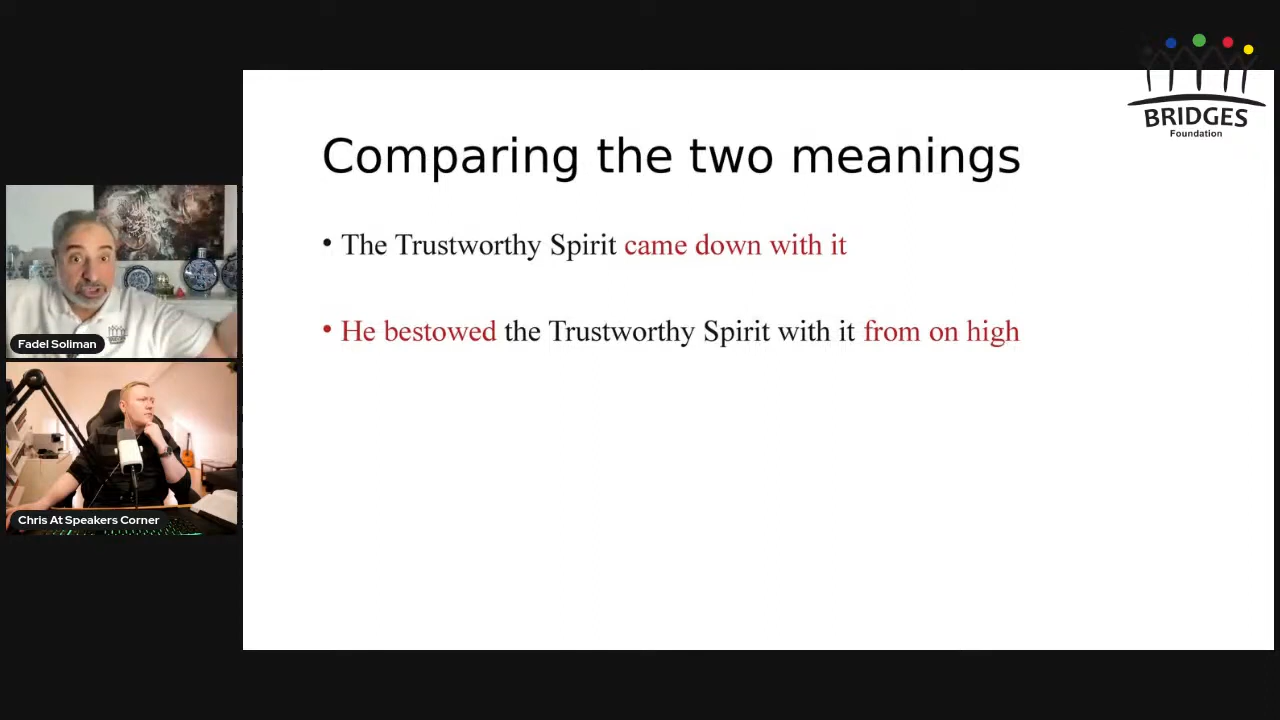 BRIDGES
Foundation
Comparing the two meanings
• The Trustworthy Spirit came down with it
• He bestowed the Trustworthy Spirit with it from on high
Fadel Soliman
Chris At Speakers Corner